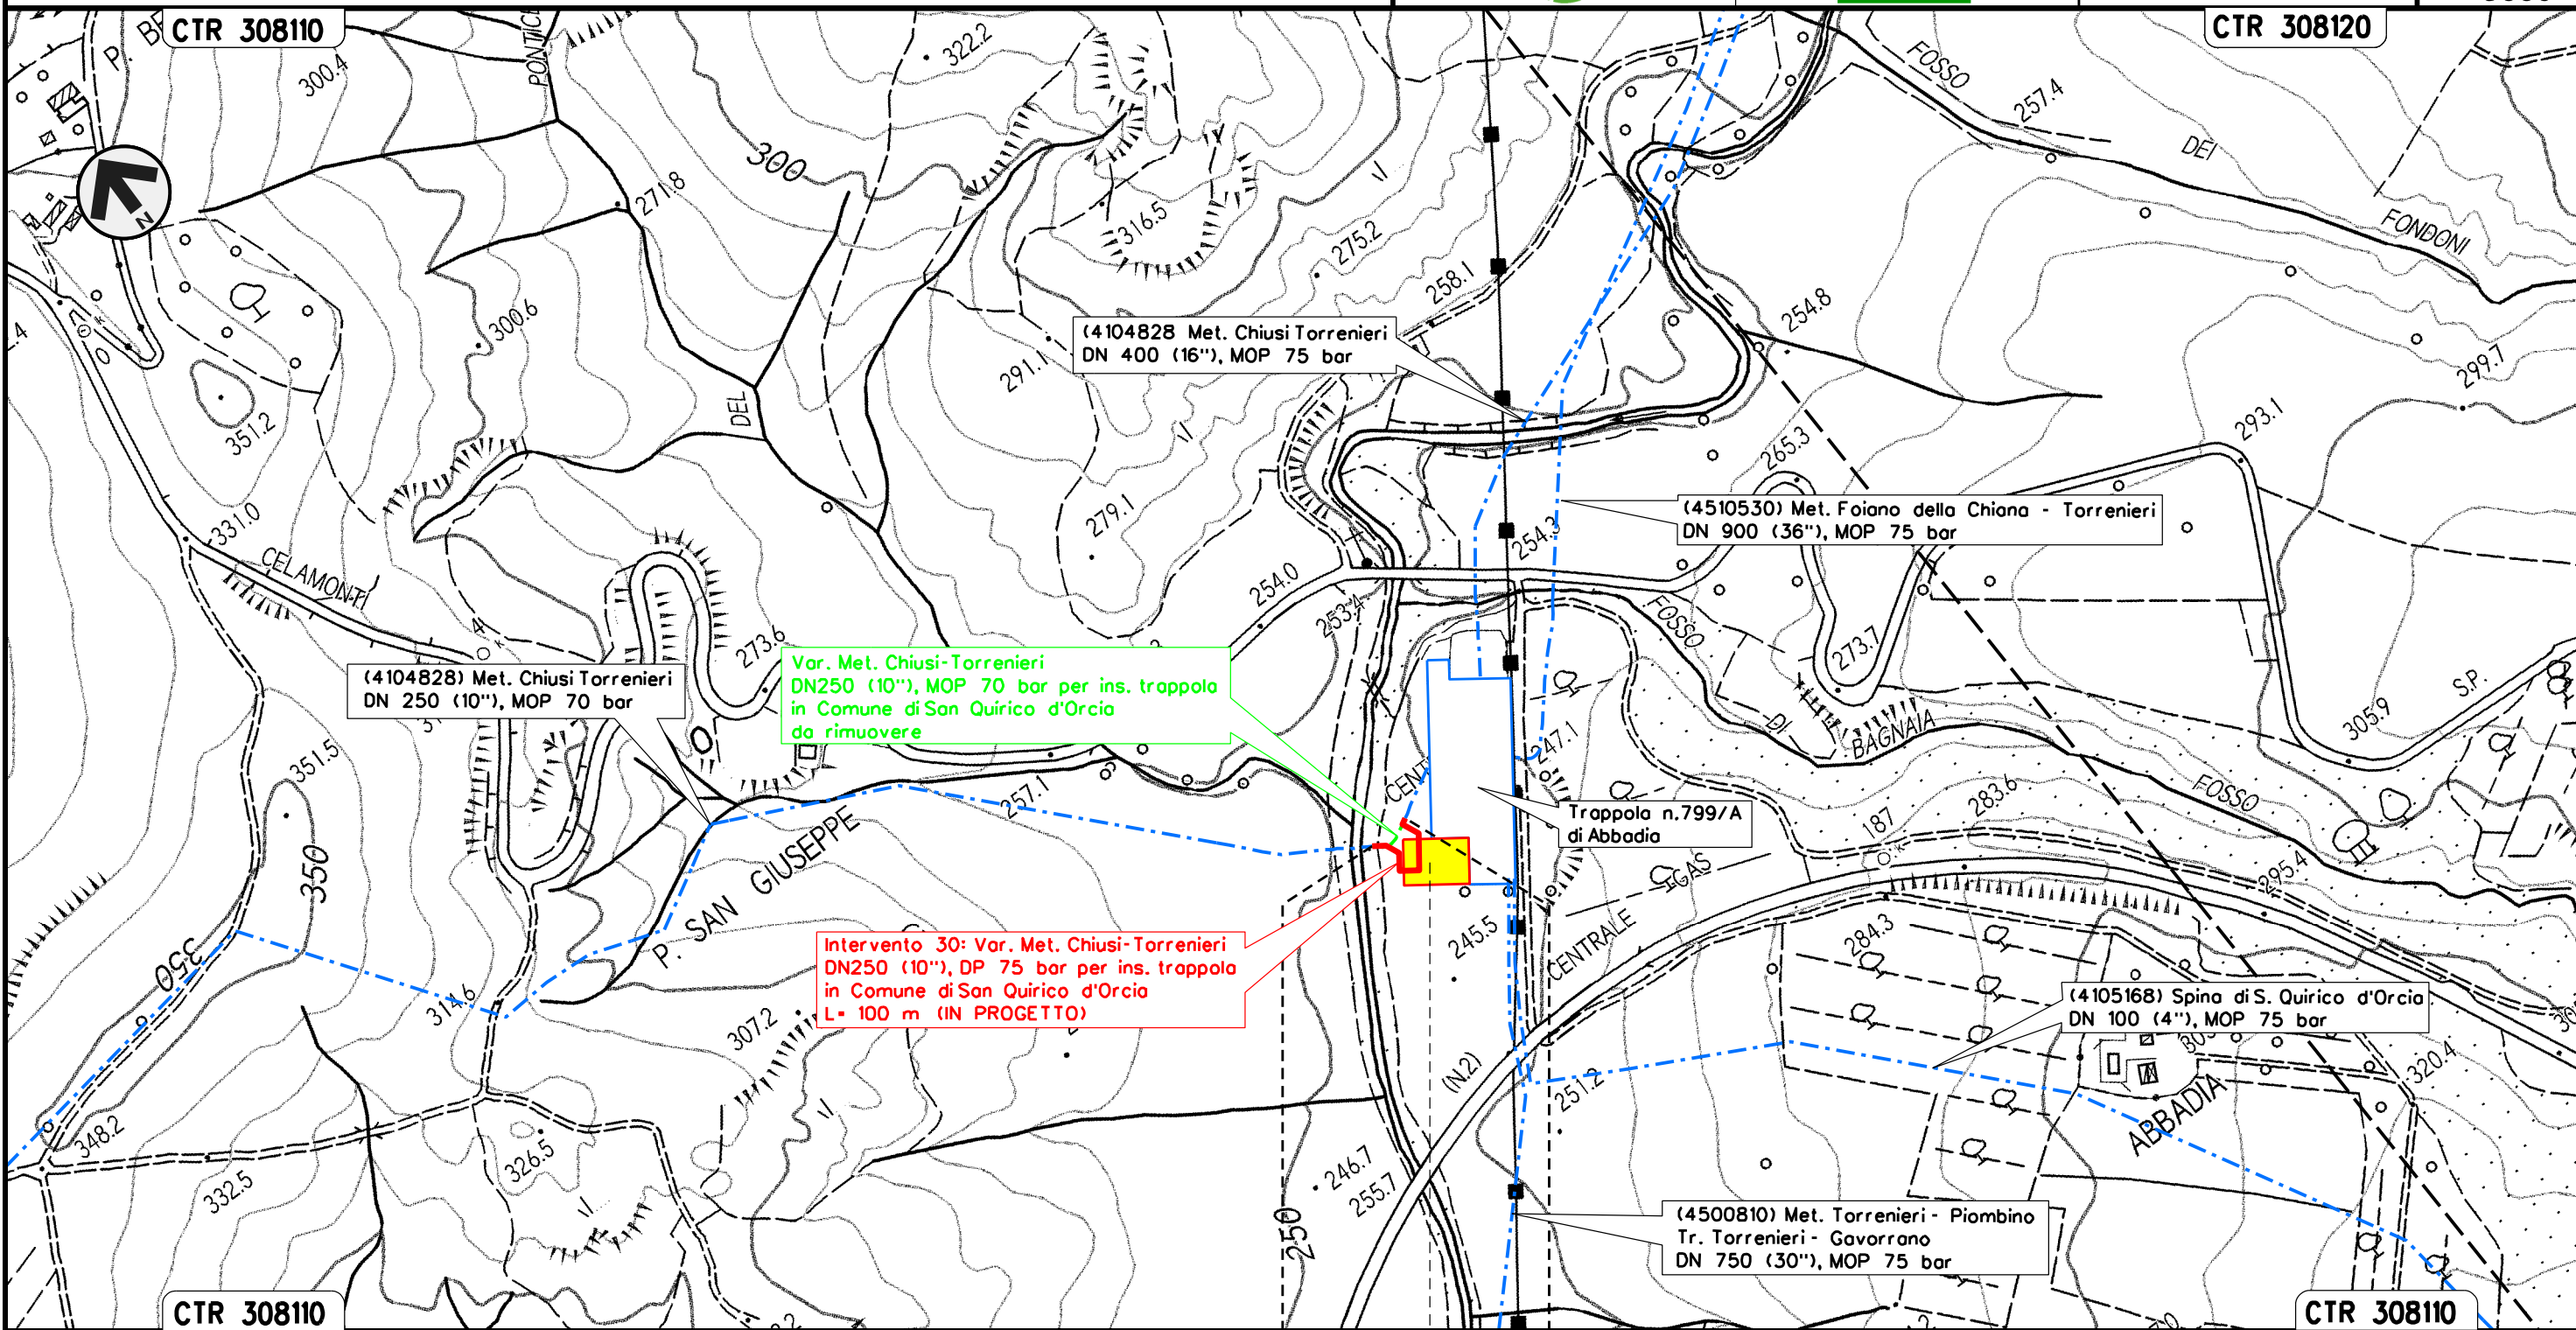 CTR 308110
CTR 308120
P.
PONTICE
322.2
300.4
FOSSO
257.4
DEI
FONDONI
N
300
271.8
316.5
275.2
258.1
254.8
300.6
291.1
299.7
(4104828 Met. Chiusi Torrenieri
DN 400 (16"), MOP 75 bar
351.2
DEL
293.1
265.3
279.1
331.0
CELAMONTI
(4510530) Met. Foiano della Chiana - Torrenieri
DN 900 (36"), MOP 75 bar
254.3
254.0
253.4
FOSSO
DI
BAGNAIA
273.6
273.7
(4104828) Met. Chiusi Torrenieri
DN 250 (10"), MOP 70 bar
Var. Met. Chiusi-Torrenieri
DN250 (10"), MOP 70 bar per ins. trappola
in Comune di San Quirico d'Orcia
da rimuovere
S.P.
305.9
247.1
351.5
257.1
CENT
Trappola n.799/A
di Abbadia
187
283.6
FOSSO
350
P. SAN GIUSEPPE
GAS
295.4
350
Intervento 30: Var. Met. Chiusi-Torrenieri
DN250 (10"), DP 75 bar per ins. trappola
in Comune di San Quirico d'Orcia
L= 100 m (IN PROGETTO)
245.5
CENTRALE
284.3
314.6
307.2
(4105168) Spina di S. Quirico d'Orcia
DN 100 (4"), MOP 75 bar
(N.2)
251.2
320.4
348.2
ABBADIA
326.5
332.5
246.7
255.7
250
(4500810) Met. Torrenieri - Piombino
Tr. Torrenieri - Gavorrano
DN 750 (30"), MOP 75 bar
CTR 308110
CTR 308110